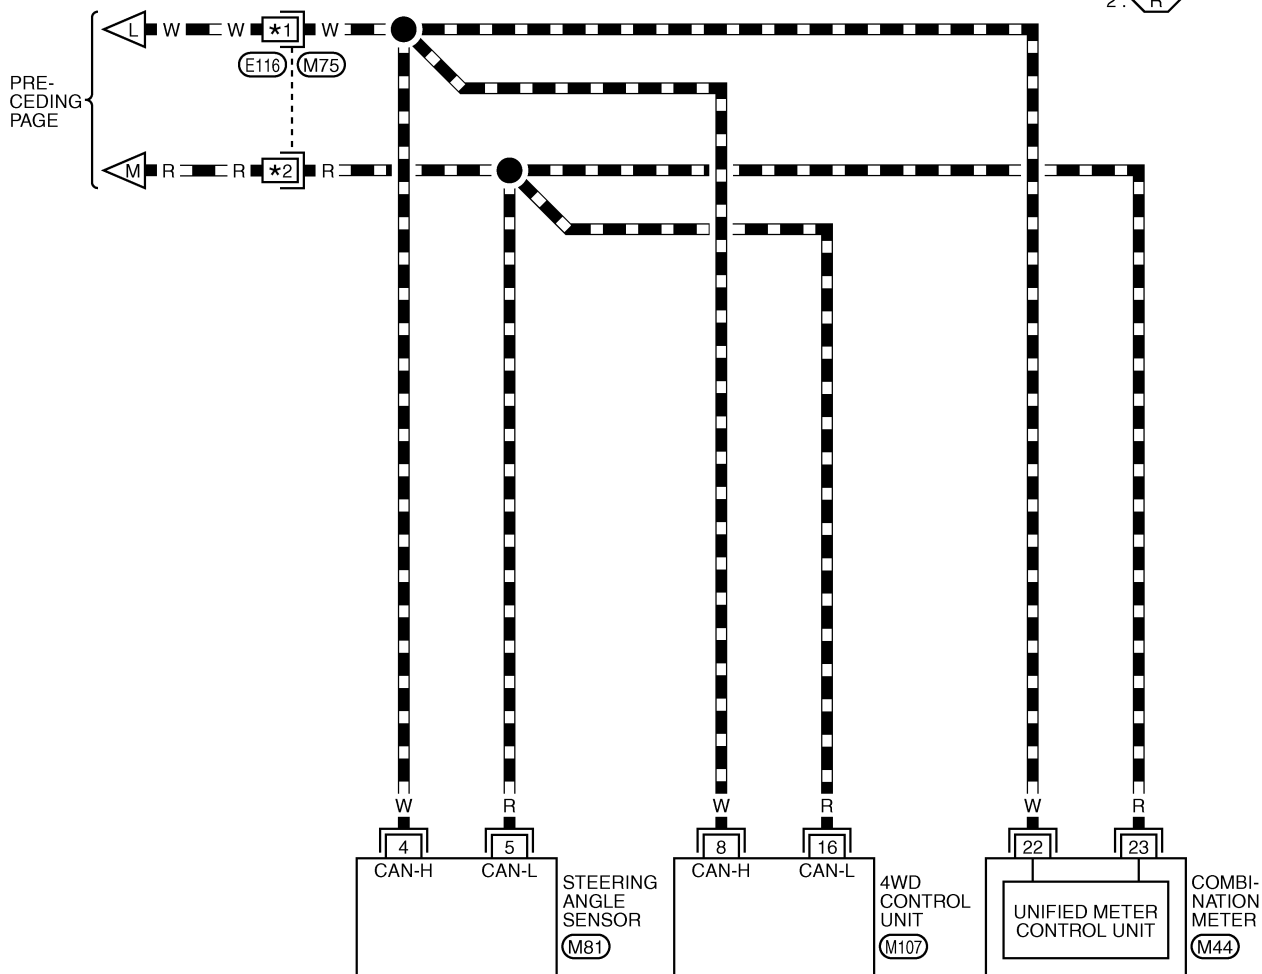 2 : R
L W W *1 W
E116 M75
PRE-
CEDING
PAGE
M R R *2 R
W R W R W R
4 5 8 16 22 23
CAN-H CAN-L CAN-H CAN-L
STEERING
ANGLE
SENSOR
M81
4WD
CONTROL
UNIT
M107
UNIFIED METER
CONTROL UNIT
COMBI-
NATION
METER
M44